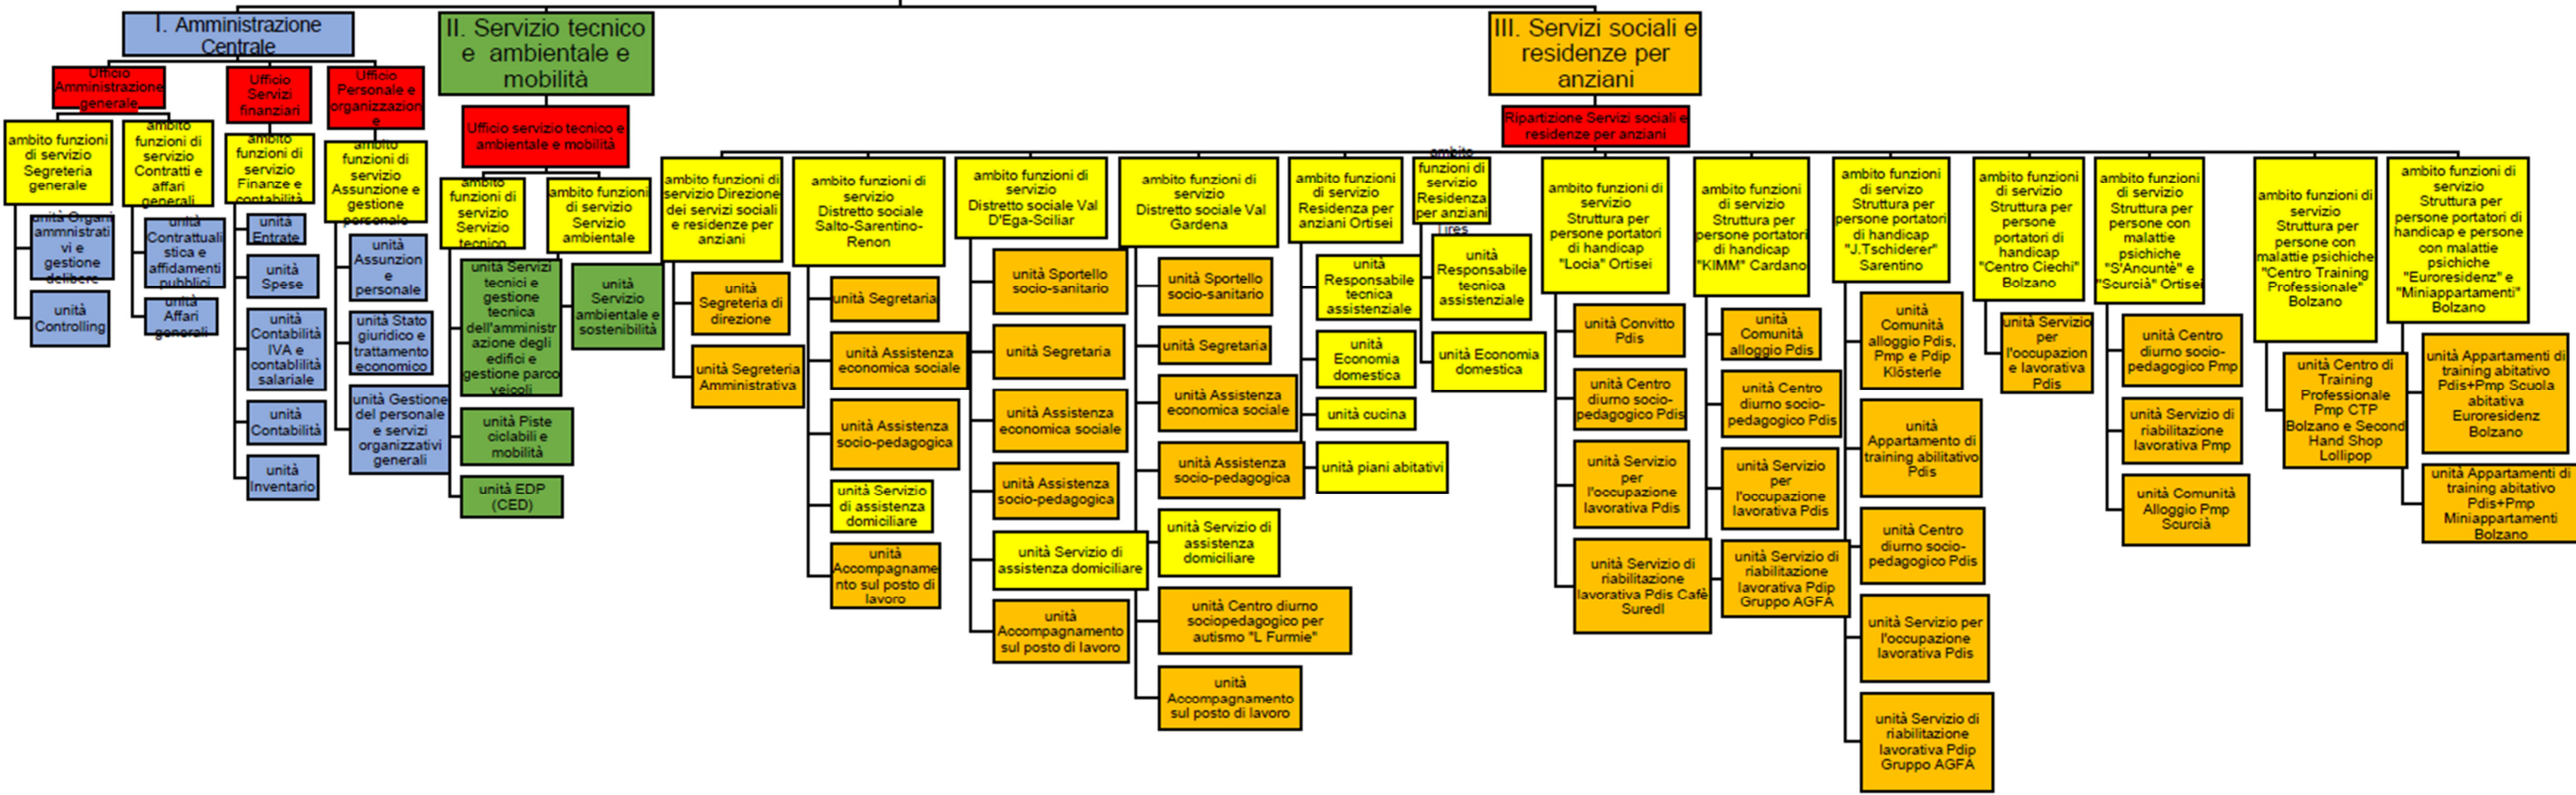 I. Amministrazione
Centrale
II. Servizio tecnico
e ambientale e
mobilità
III. Servizi sociali e
residenze per
anziani
Ufficio
Amministrazione
generale
Ufficio
Servizi
finanziari
Ufficio
Personale e
organizzazion
e
Ufficio servizio tecnico e
ambientale e mobilità
Ripartizione Servizi sociali e
residenze per anziani
ambito funzioni
di servizio
Segreteria
generale
unità Organi
ammnistrati
vi e
gestione
delibere
unità
Controlling
ambito
funzioni di
servizio
Contratti e
affari
generali
unità
Contrattuali
stica e
affidamenti
pubblici
unità
Affari
generali
ambito
funzioni di
servizio
Finanze e
contabilità
unità
Entrate
unità
Spese
unità
Contabilità
IVA e
contablilità
salariale
unità
Contabilità
unità
Inventario
ambito
funzioni di
servizio
Assunzione e
gestione
personale
unità
Assunzion
e
personale
unità Stato
giuridico e
trattamento
economico
unità Gestione
del personale
e servizi
organizzativi
generali
ambito
funzioni di
servizio
Servizio
tecnico
unità Servizi
tecnici e
gestione
tecnica
dell'amministr
azione degli
edifici e
gestione parco
veicoli
unità Piste
ciclabili e
mobilità
unità EDP
(CED)
ambito funzioni
di servizio
Servizio
ambientale
unità
Servizio
ambientale e
sostenibilità
ambito funzioni di
servizio Direzione
dei servizi sociali
e residenze per
anziani
unità
Segreteria di
direzione
unità Segreteria
Amministrativa
ambito funzioni di
servizio
Distretto sociale
Salto-Sarentino-
Renon
unità Segretaria
unità Assistenza
economica sociale
unità Assistenza
socio-pedagogica
unità Servizio
di assistenza
domiciliare
unità
Accompagname
nto sul posto di
lavoro
ambito funzioni di
servizio
Distretto sociale Val
D'Ega-Sciliar
unità Sportello
socio-sanitario
unità Segretaria
unità Assistenza
economica sociale
unità Assistenza
socio-pedagogica
unità Servizio di
assistenza domiciliare
unità
Accompagnamento
sul posto di lavoro
ambito funzioni di
servizio
Distretto sociale Val
Gardena
unità Sportello
socio-sanitario
unità Segretaria
unità Assistenza
economica sociale
unità Assistenza
socio-pedagogica
unità Servizio di
assistenza
domiciliare
unità Centro diurno
sociopedagogico per
autismo "L Furmie"
unità
Accompagnamento
sul posto di lavoro
ambito funzioni
di servizio
Residenza per
anziani Ortisei
unità
Responsabile
tecnica
assistenziale
unità
Economia
domestica
unità cucina
unità piani abitativi
ambito
funzioni di
servizio
Residenza
per anziani
Tires
unità
Responsabile
tecnica
assistenziale
unità Economia
domestica
ambito funzioni di
servizio
Struttura per
persone portatori
di handicap
"Locia" Ortisei
unità Convitto
Pdis
unità Centro
diurno socio-
pedagogico Pdis
unità Servizio
per
l'occupazione
lavorativa Pdis
unità Servizio di
riabilitazione
lavorativa Pdis Cafè
Suredl
ambito funzioni
di servizio
Struttura per
persone portatori
di handicap
"KIMM" Cardano
unità
Comunità
alloggio Pdis
unità Centro
diurno socio-
pedagogico Pdis
unità Servizio
per
l'occupazione
lavorativa Pdis
unità Servizio di
riabilitazione
lavorativa Pdip
Gruppo AGFA
ambito funzioni
di servizo
Struttura per
persone portatori
di handicap
"J.Tschiderer"
Sarentino
unità
Comunità
alloggio Pdis,
Pmp e Pdip
Klösterle
unità
Appartamento di
training abilitativo
Pdis
unità Centro
diurno socio-
pedagogico Pdis
unità Servizio per
l'occupazione
lavorativa Pdis
unità Servizio di
riabilitazione
lavorativa Pdip
Gruppo AGFA
ambito funzioni
di servizio
Struttura per
persone
portatori di
handicap
"Centro Ciechi"
Bolzano
unità Servizio
per
l'occupazion
e lavorativa
Pdis
ambito funzioni
di servizio
Struttura per
persone con
malattie
psichiche
"S'Ancuntë" e
"Scurcià" Ortisei
unità Centro
diurno socio-
pedagogico Pmp
unità Servizio di
riabilitazione
lavorativa Pmp
unità Comunità
Alloggio Pmp
Scurcià
ambito funzioni di
servizio
Struttura per
persone con
malattie psichiche
"Centro Training
Professionale"
Bolzano
unità Centro di
Training
Professionale
Pmp CTP
Bolzano e Second
Hand Shop
Lollipop
ambito funzioni di
servizio
Struttura per
persone portatori di
handicap e persone
con malattie
psichiche
"Euroresidenz" e
"Miniappartamenti"
Bolzano
unità Appartamenti di
training abitativo
Pdis+Pmp Scuola
abitativa
Euroresidenz
Bolzano
unità Appartamenti di
training abitativo
Pdis+Pmp
Miniappartamenti
Bolzano